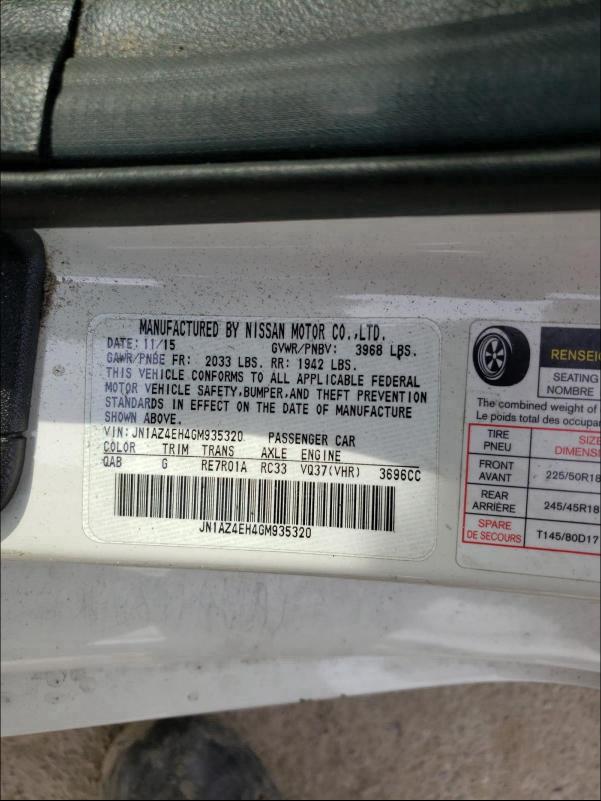 MANUFACTURED BY NISSAN MOTOR CO.,LTD.
DATE: 11/15 GVWR/PNBV: 3968 LBS.
GAWR/PNBE FR: 2033 LBS. RR: 1942 LBS.
THIS VEHICLE CONFORMS TO ALL APPLICABLE FEDERAL
MOTOR VEHICLE SAFETY,BUMPER,AND THEFT PREVENTION
STANDARDS IN EFFECT ON THE DATE OF MANUFACTURE
SHOWN ABOVE.
VIN: JN1AZ4EH4GM935320 PASSENGER CAR
COLOR TRIM TRANS AXLE ENGINE
QAB G RE7R01A RC33 VQ37(VHR) 3696CC
JN1AZ4EH4GM935320
RENSEIG
SEATING
NOMBRE
The combined weight of
Le poids total des occup
TIRE SIZE
PNEU DIMENSI
FRONT
AVANT 225/50R18
REAR
ARRIÈRE 245/45R18
SPARE
DE SECOURS T145/80D17